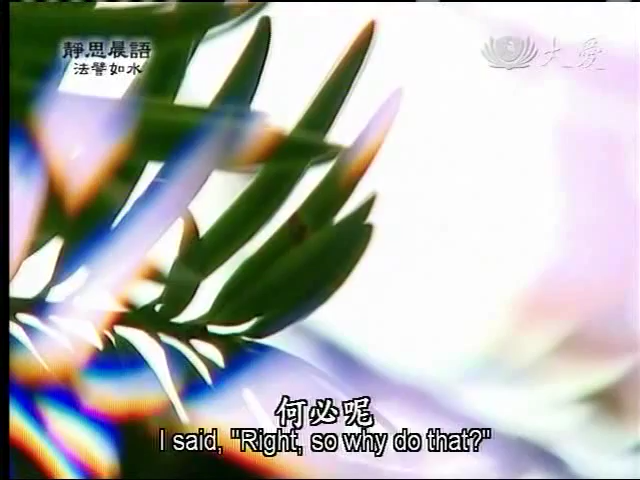 靜思晨語
法譬如水
大愛
何必呢
I said, "Right, so why do that?"